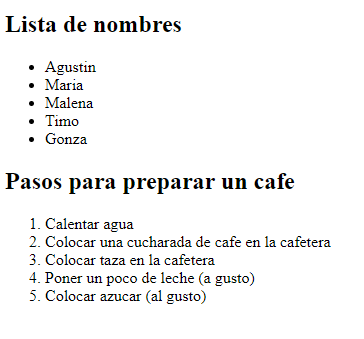 Lista de nombres
Agustin
Maria
Malena
Timo
Gonza
Pasos para preparar un cafe
1. Calentar agua
2. Colocar una cucharada de cafe en la cafetera
3. Colocar taza en la cafetera
4. Poner un poco de leche (a gusto)
5. Colocar azucar (al gusto)